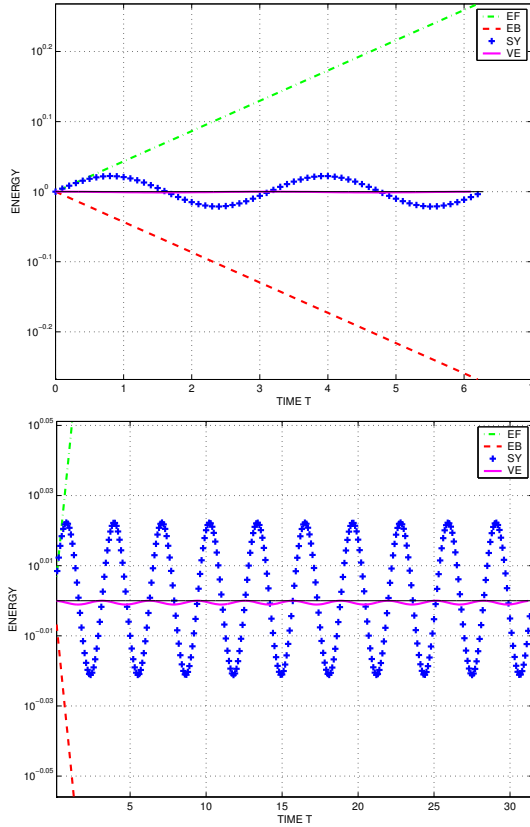 EF
EB
SY
VE
10^0.2
10^0.1
10^0
10^-0.1
10^-0.2
ENERGY
0 1 2 3 4 5 6 7
TIME T
EF
EB
SY
VE
10^0.05
10^0.03
10^0.01
10^-0.01
10^-0.03
10^-0.05
ENERGY
5 10 15 20 25 30
TIME T